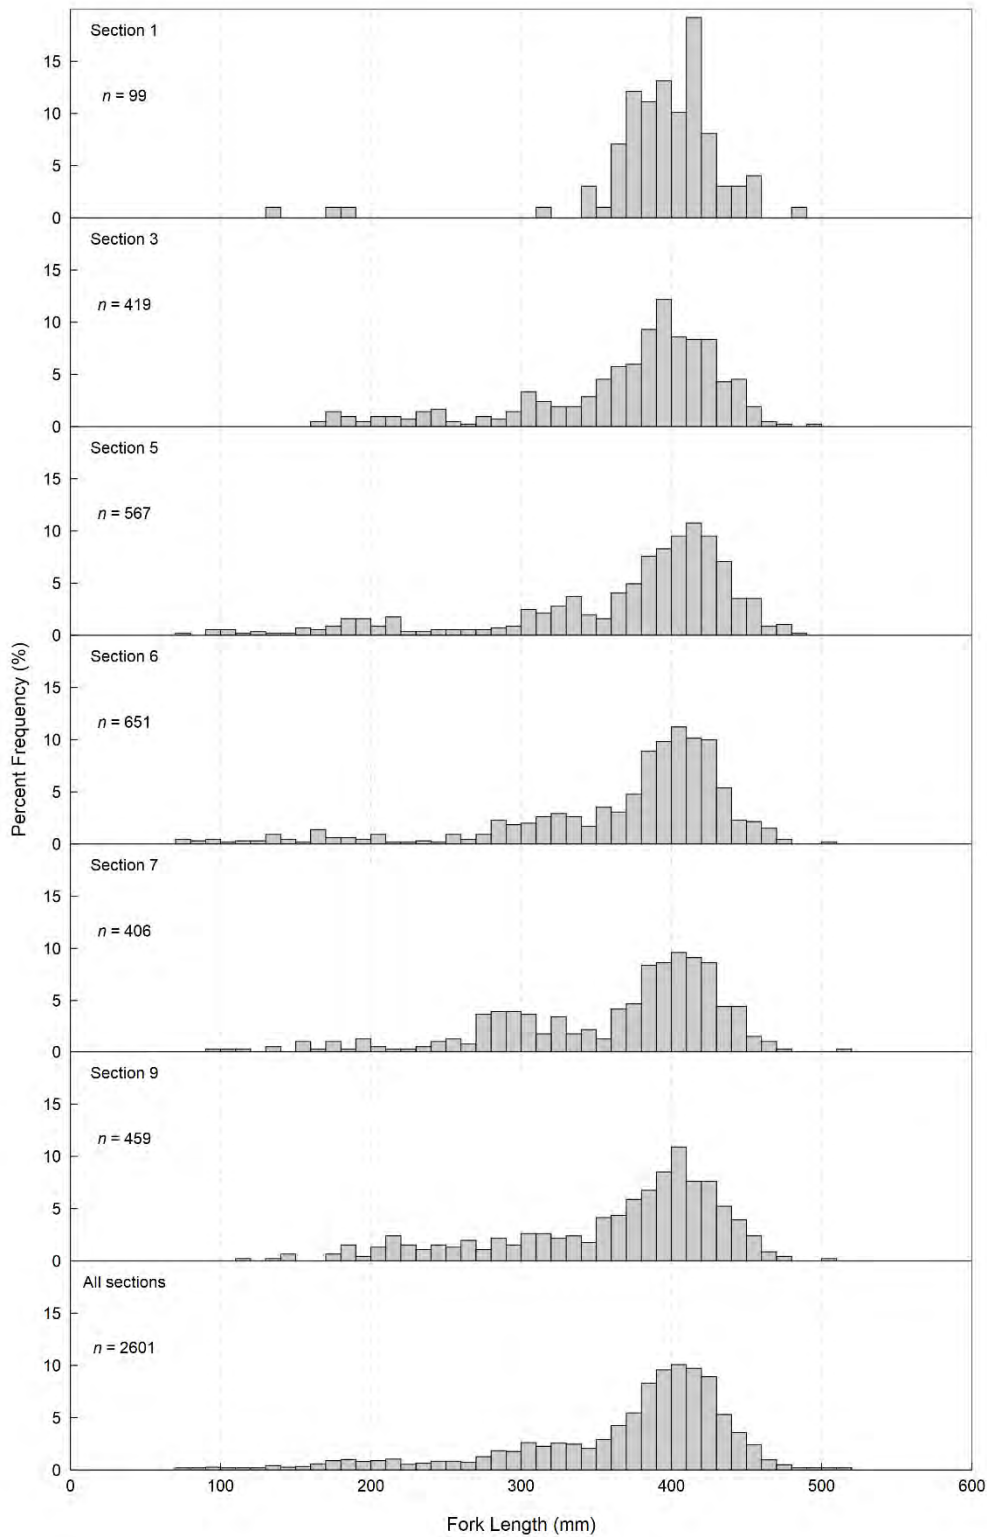 Section 1
n = 99
15
10
5
0
Section 3
n = 419
15
10
5
0
Section 5
n = 567
15
10
5
0
Section 6
n = 651
15
10
5
0
Section 7
n = 406
15
10
5
0
Section 9
n = 459
15
10
5
0
All sections
n = 2601
15
10
5
0
Percent Frequency (%)
0 100 200 300 400 500 600
Fork Length (mm)